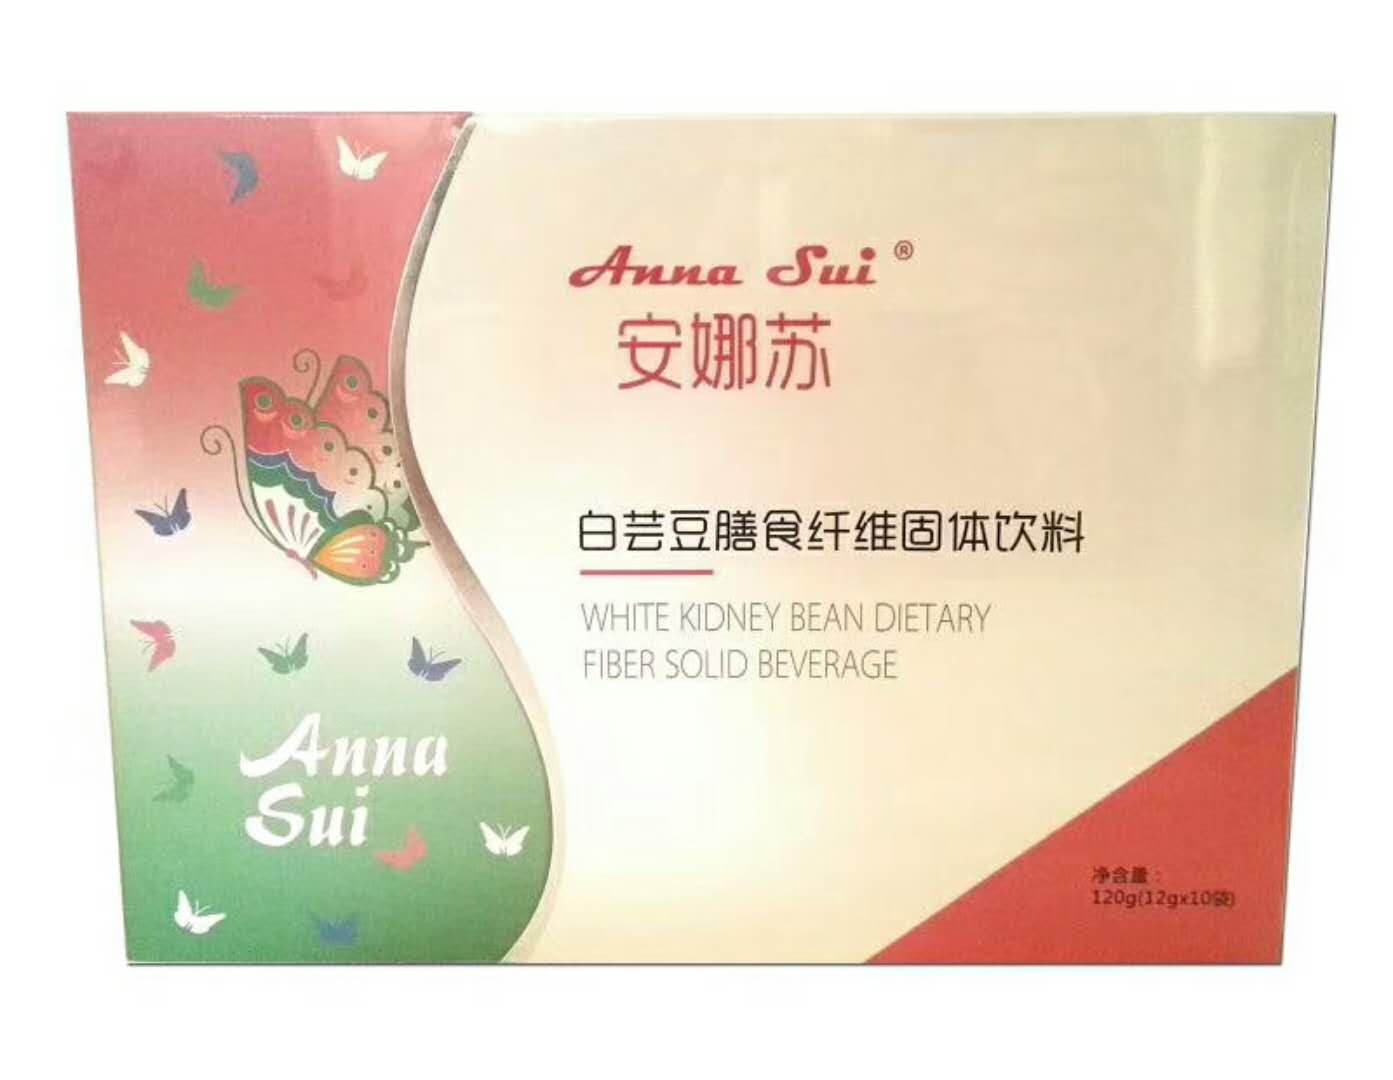 Anna Sui ®
安娜苏
白芸豆膳食纤维固体饮料
WHITE KIDNEY BEAN DIETARY
FIBER SOLID BEVERAGE
Anna
Sui
净含量：
120g(12gx10袋)